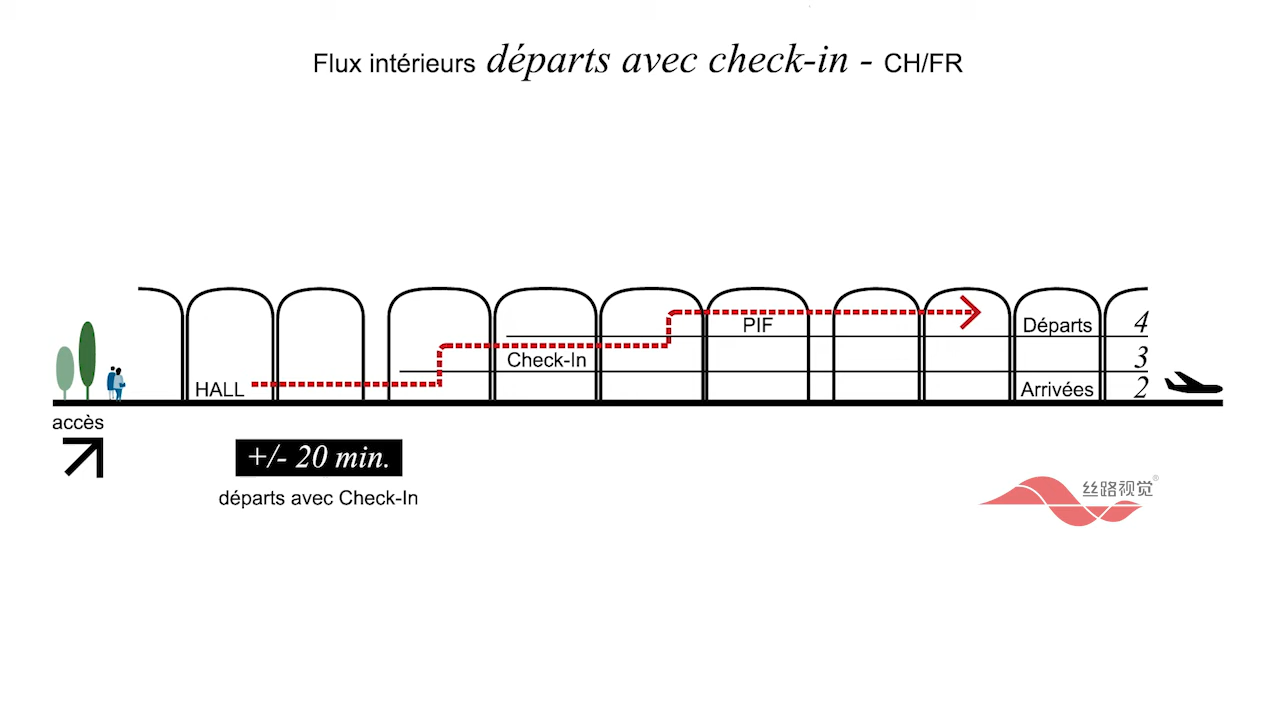 Flux intérieurs départs avec check-in - CH/FR
PIF
Départs
4
Check-In
3
HALL
Arrivées
2
accès
+/- 20 min.
départs avec Check-In
丝路视觉®